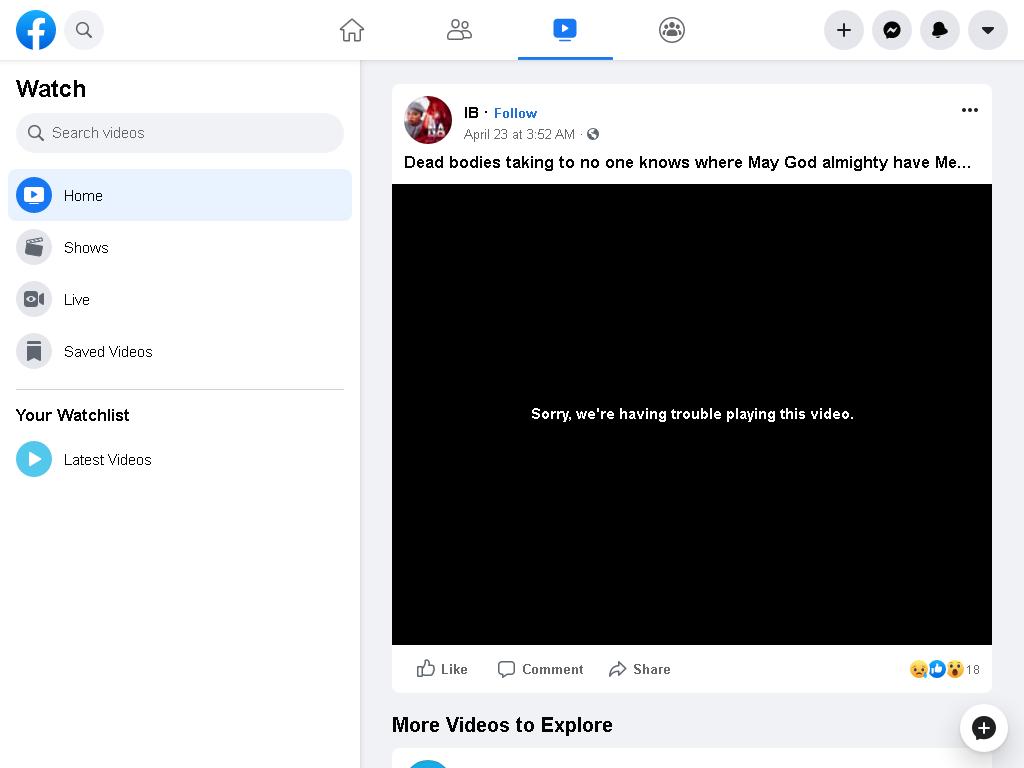 Watch
Search videos
Home
Shows
Live
Saved Videos
Your Watchlist
Latest Videos
IB · Follow
April 23 at 3:52 AM ·
Dead bodies taking to no one knows where May God almighty have Me...
Sorry, we're having trouble playing this video.
Like
Comment
Share
18
More Videos to Explore